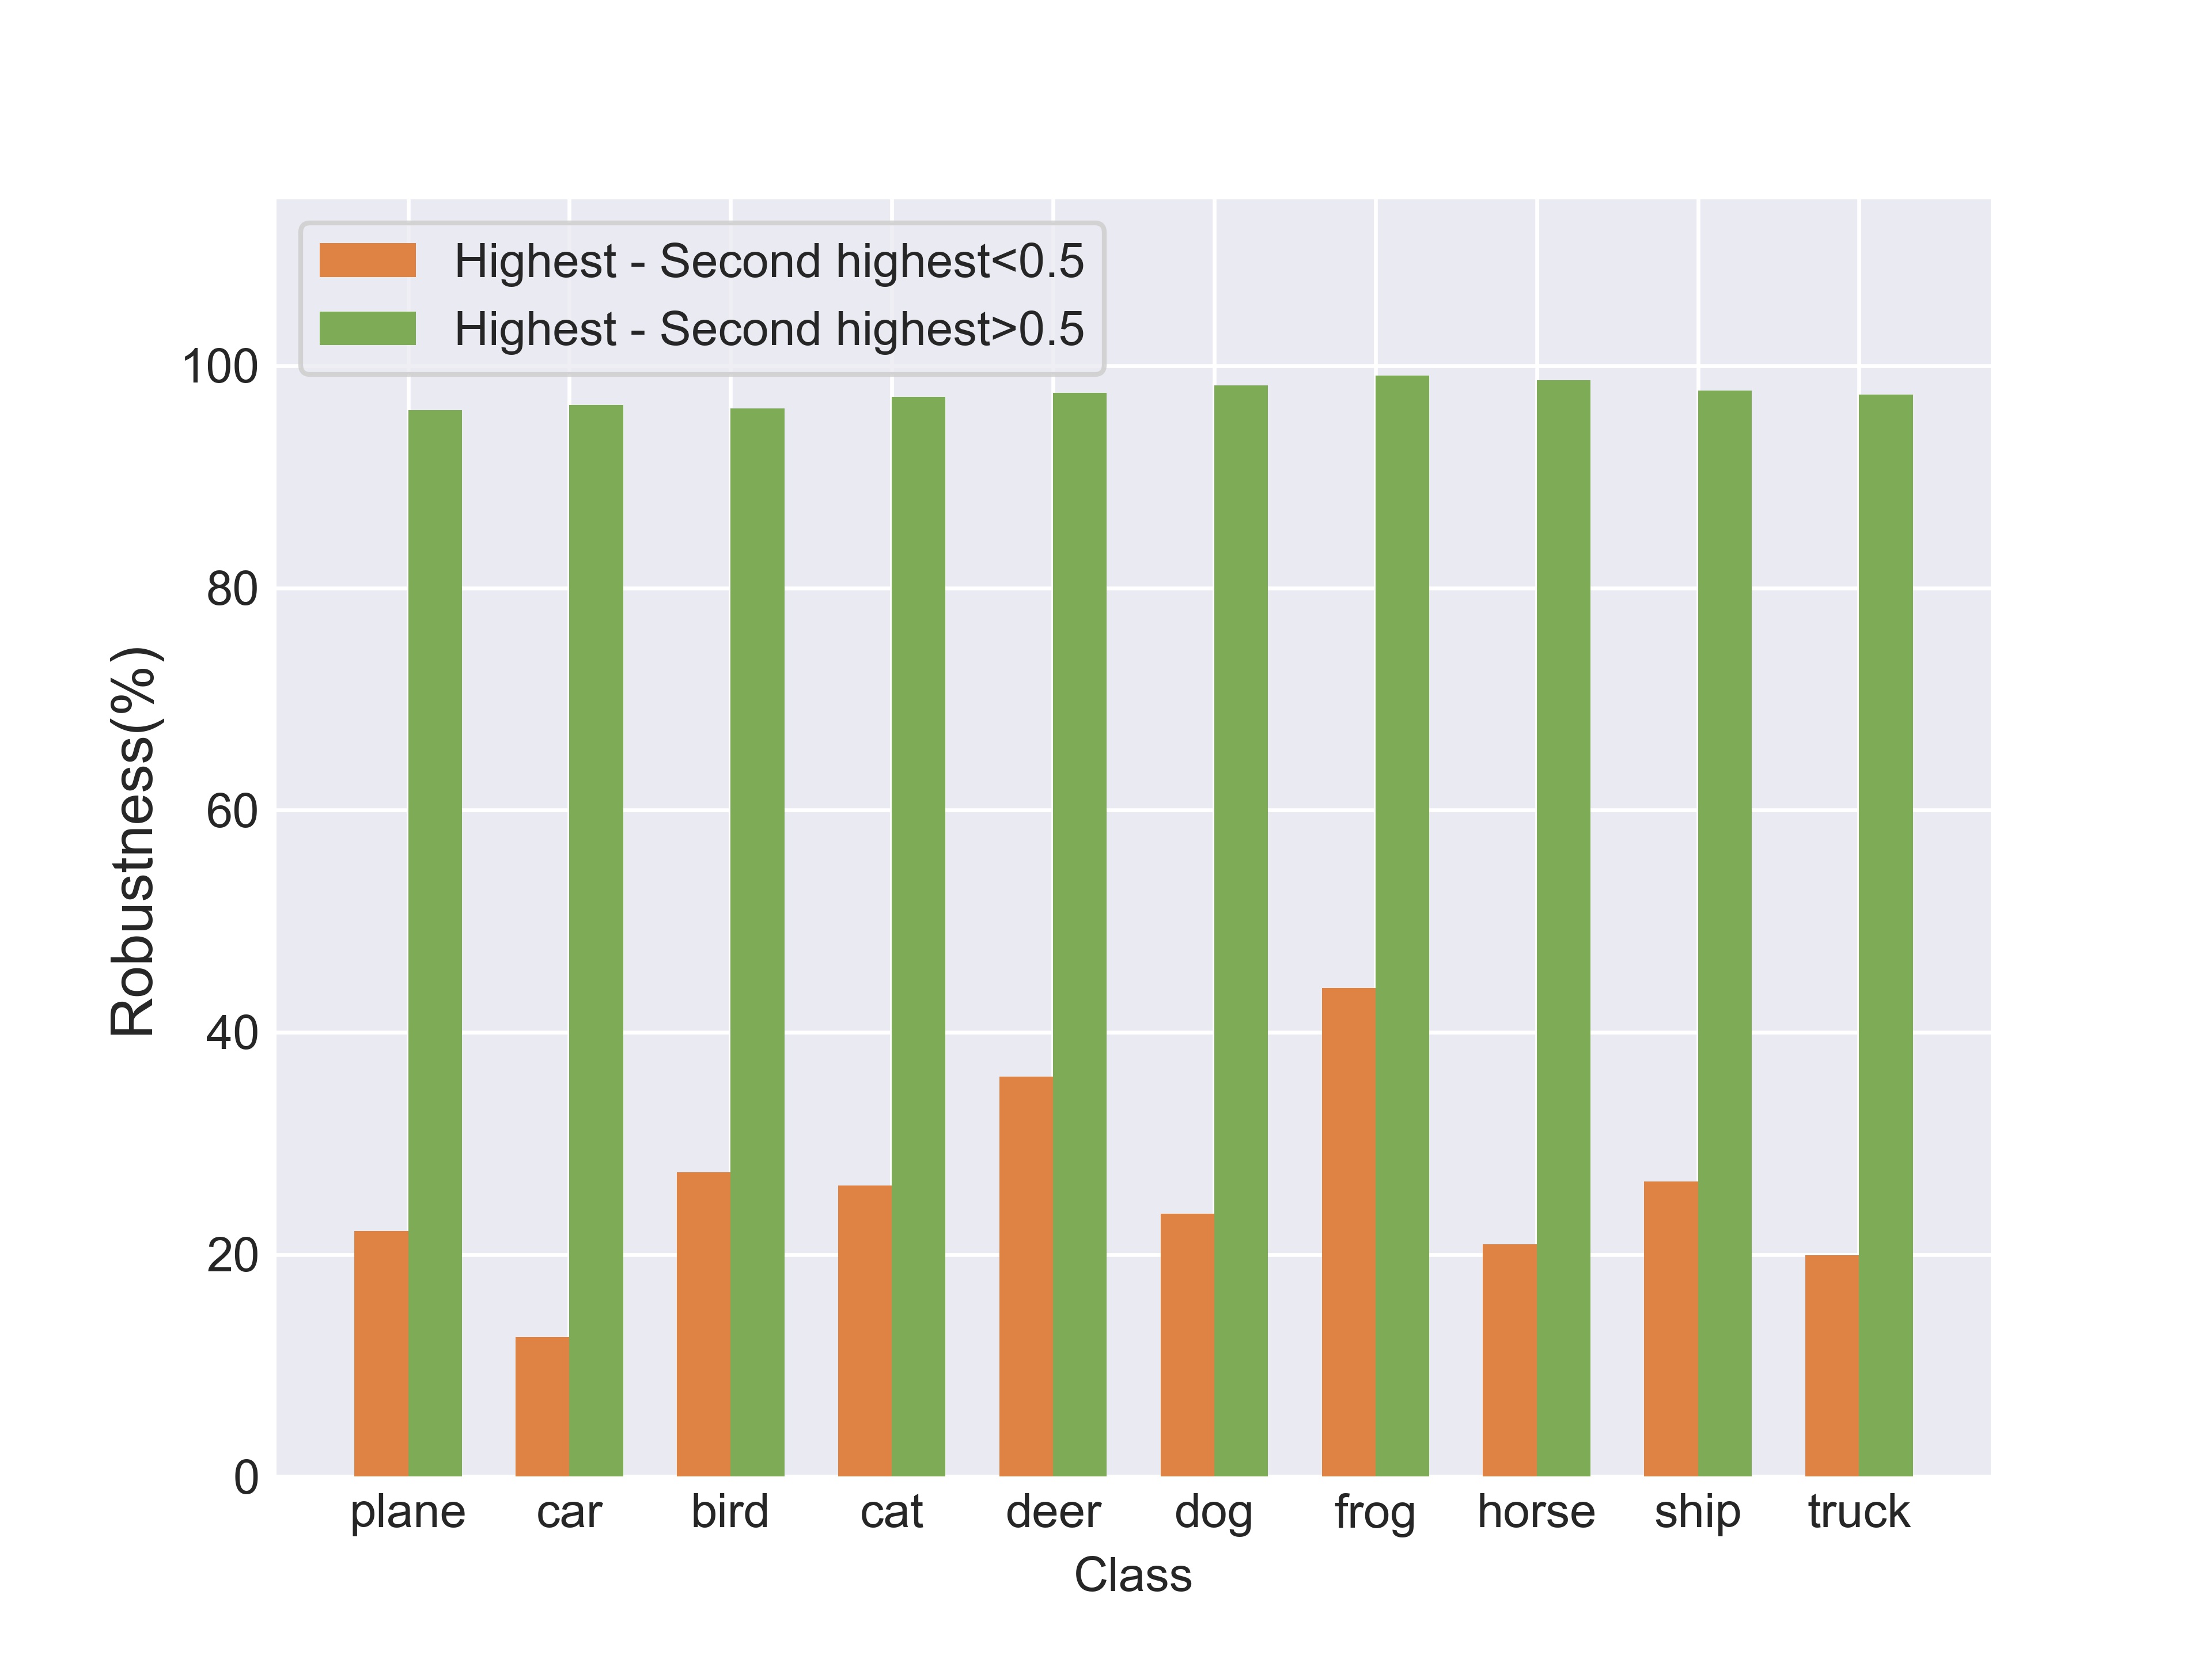 Highest - Second highest<0.5
Highest - Second highest>0.5
100
80
60
40
20
0
Robustness(%)
plane car bird cat deer dog frog horse ship truck
Class